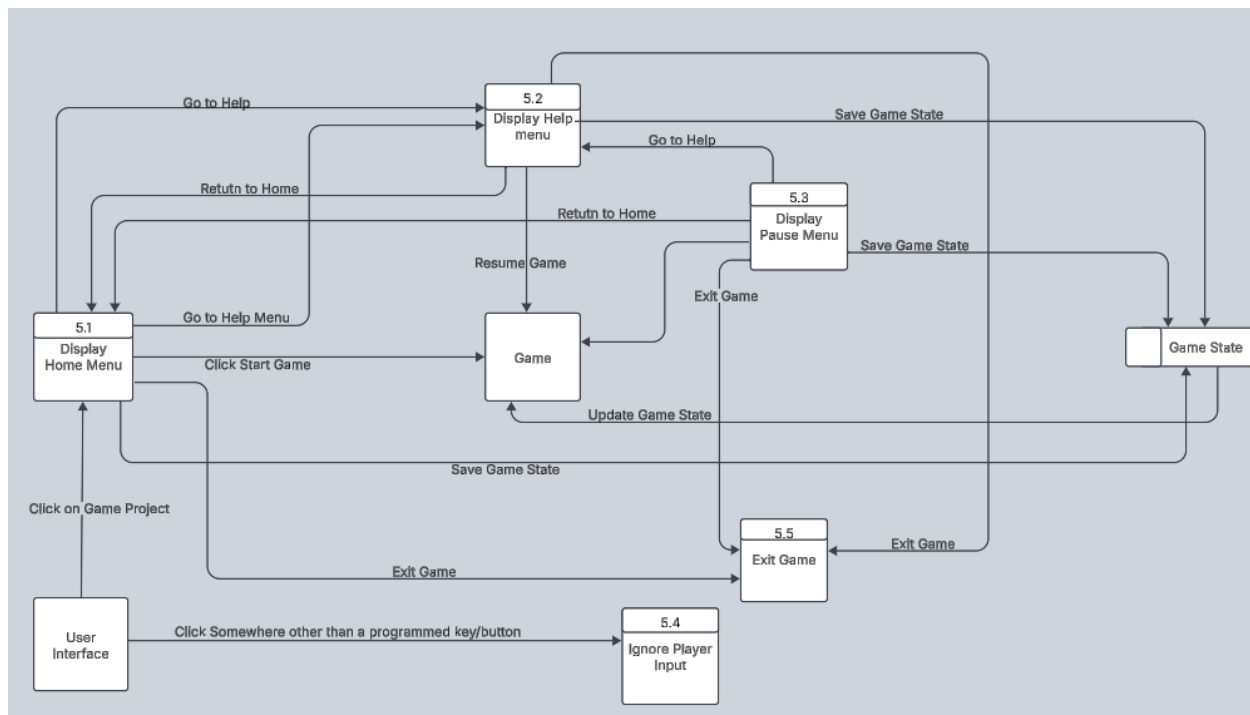 5.2
Display Help
menu
Go to Help
Save Game State
Go to Help
Retutn to Home
5.3
Display
Pause Menu
Retutn to Home
Save Game State
Resume Game
Exit Game
5.1
Display
Home Menu
Go to Help Menu
Click Start Game
Game
Game State
Update Game State
Save Game State
Click on Game Project
5.5
Exit Game
Exit Game
Exit Game
User
Interface
Click Somewhere other than a programmed key/button
5.4
Ignore Player
Input